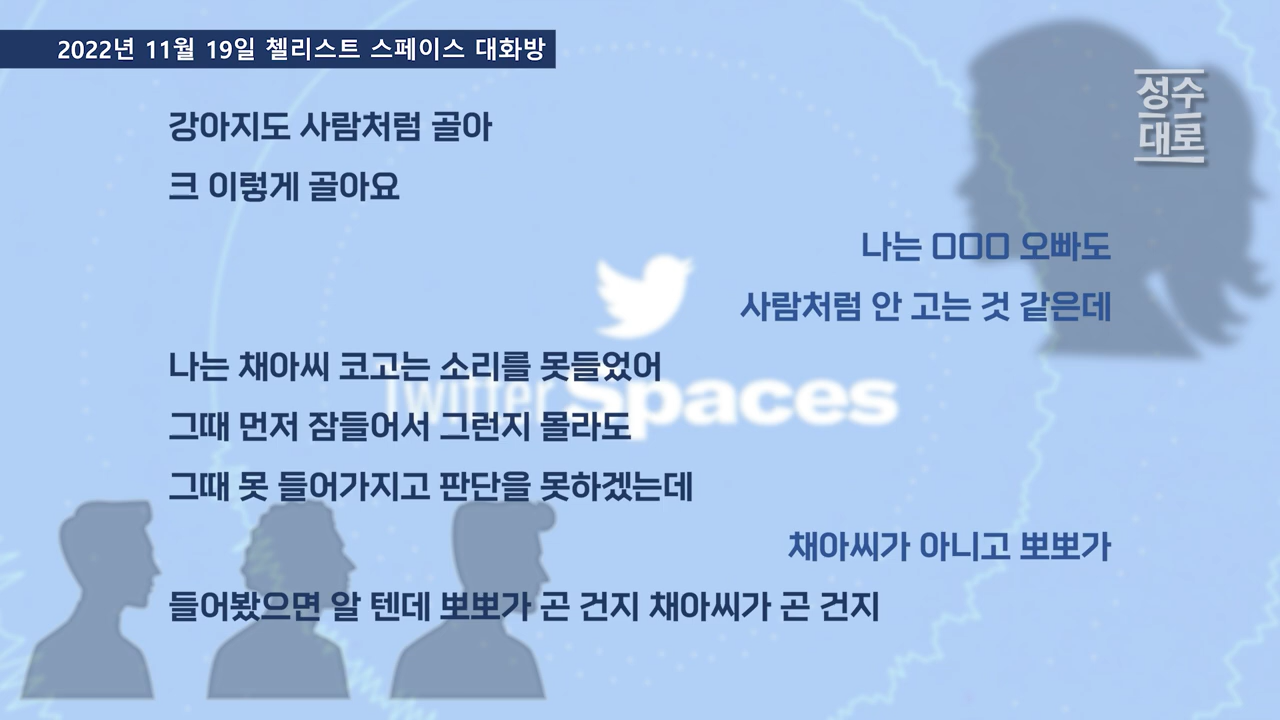 2022년 11월 19일 첼리스트 스페이스 대화방
성수
대로
강아지도 사람처럼 골아
크 이렇게 골아요
나는 □□□ 오빠도
사람처럼 안 고는 것 같은데
나는 채아씨 코고는 소리를 못들었어
Twitter Spaces
그때 먼저 잠들어서 그런지 몰라도
그때 못 들어가지고 판단을 못하겠는데
채아씨가 아니고 뽀뽀가
들어봤으면 알 텐데 뽀뽀가 곤 건지 채아씨가 곤 건지